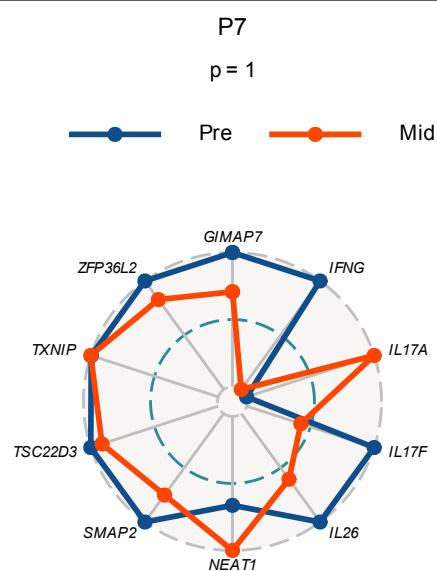 P7
p = 1
Pre Mid
GIMAP7
ZFP36L2 IFNG
TXNIP IL17A
TSC22D3 IL17F
SMAP2 IL26
NEAT1